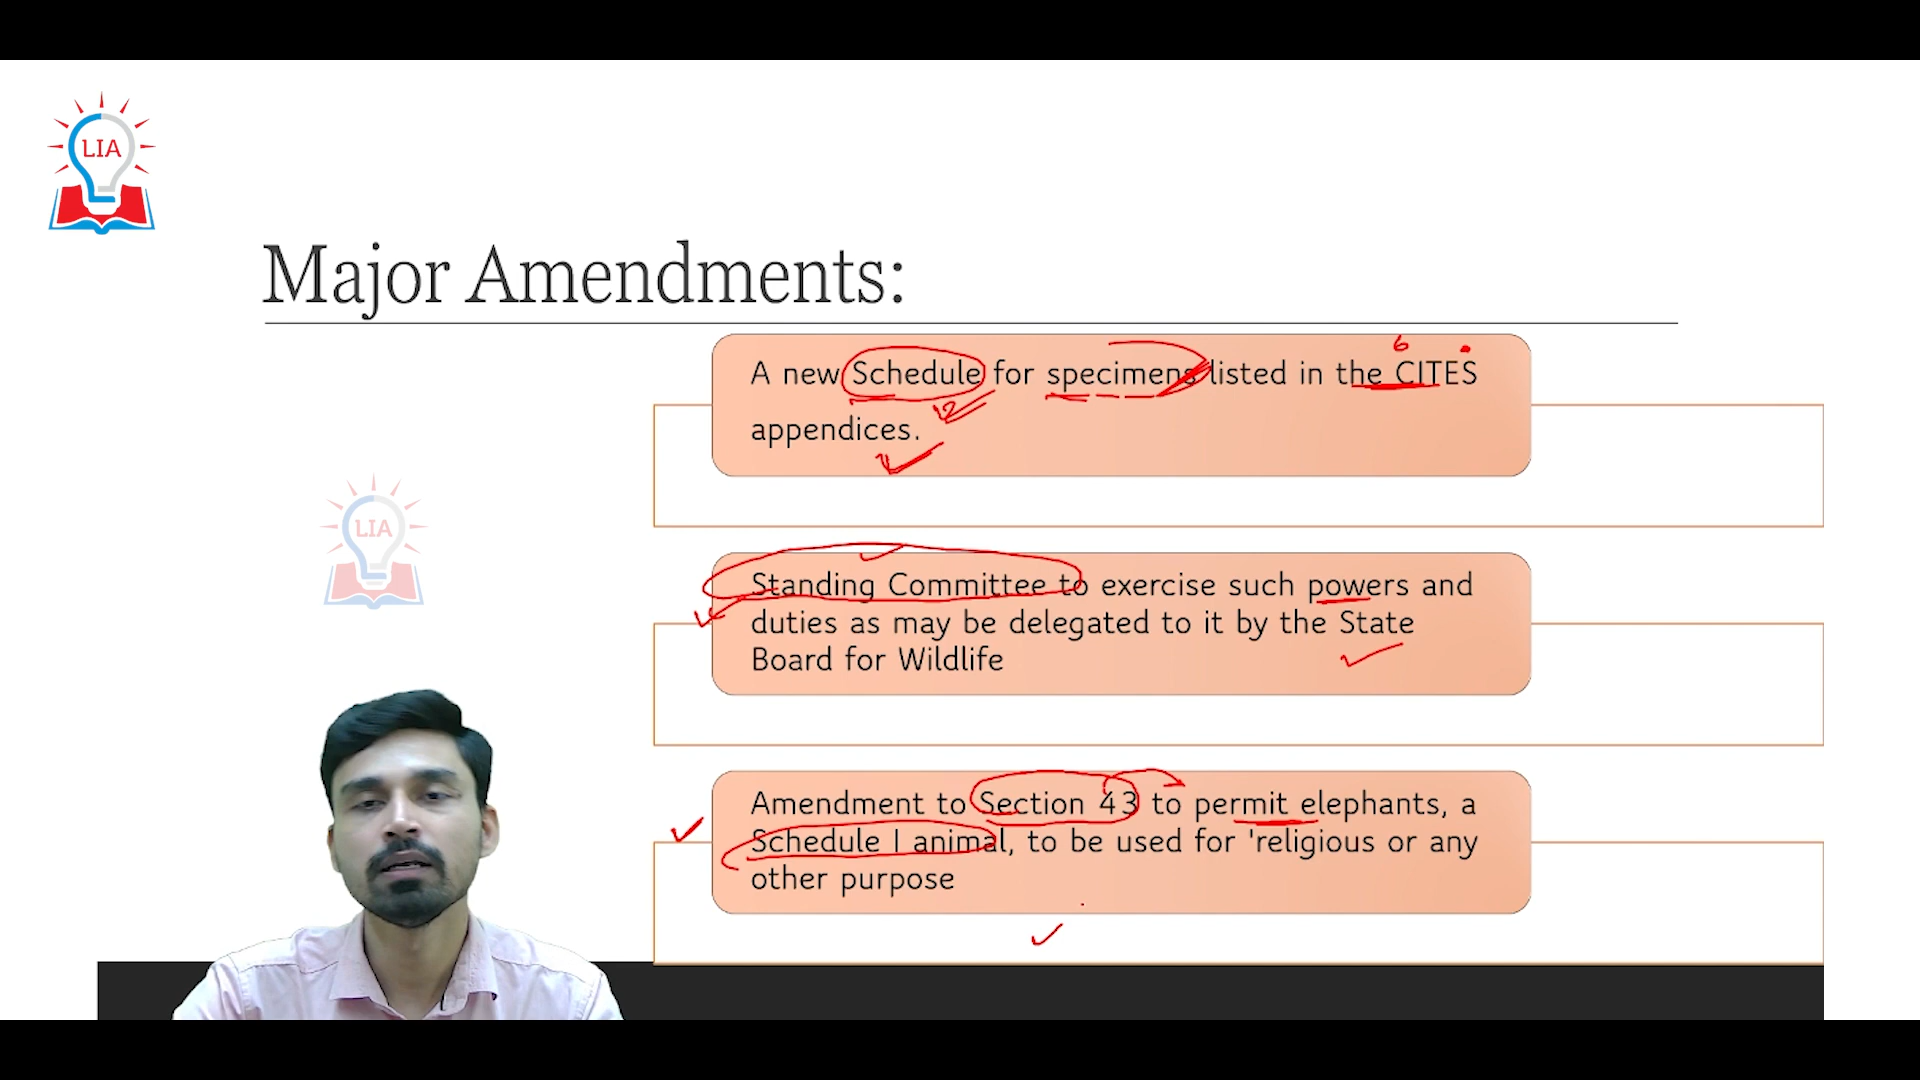 LIA
Major Amendments:
6
A new Schedule for specimens listed in the CITES
appendices.
LIA
Standing Committee to exercise such powers and
duties as may be delegated to it by the State
Board for Wildlife
Amendment to Section 43 to permit elephants, a
Schedule I animal, to be used for 'religious or any
other purpose